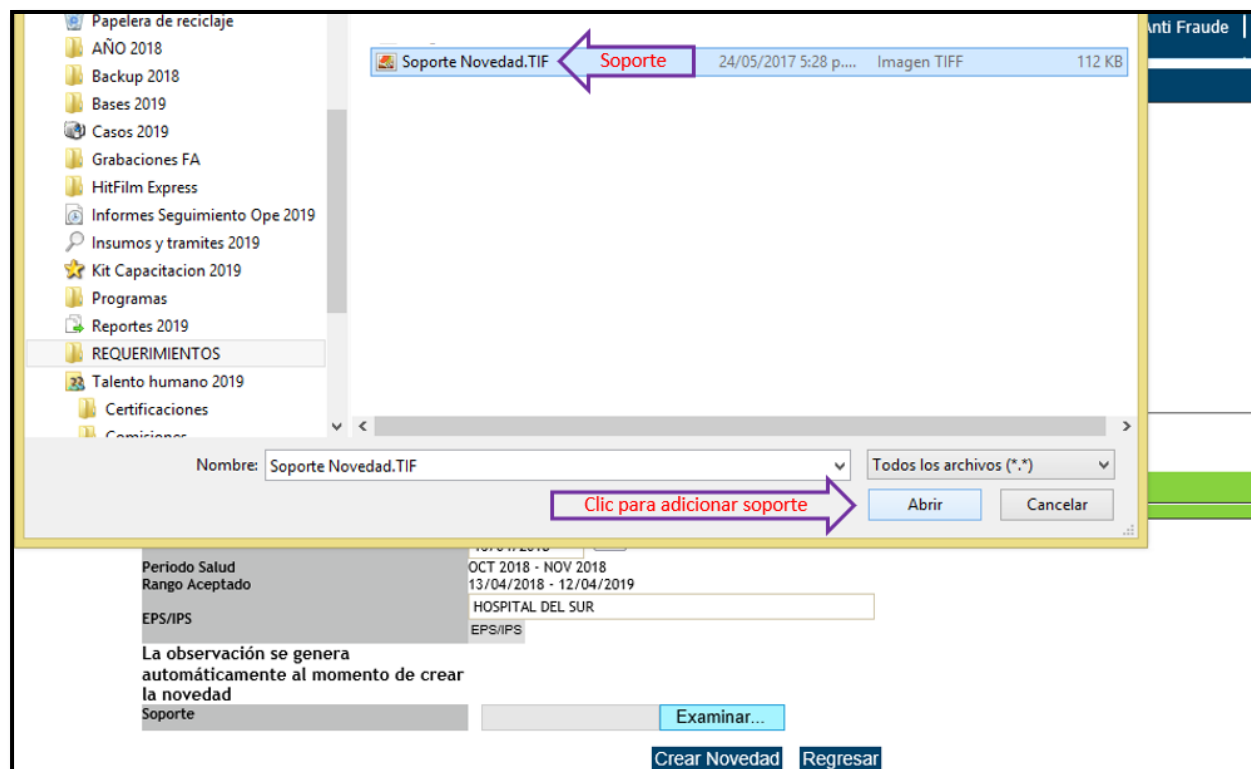 Papelera de reciclaje
AÑO 2018
Backup 2018
Bases 2019
Casos 2019
Grabaciones FA
HitFilm Express
Informes Seguimiento Ope 2019
Insumos y tramites 2019
Kit Capacitacion 2019
Programas
Reportes 2019
REQUERIMIENTOS
Talento humano 2019
Certificaciones
Comisiones
Soporte Novedad.TIF Soporte 24/05/2017 5:28 p.... Imagen TIFF 112 KB
Anti Fraude
Nombre: Soporte Novedad.TIF Todos los archivos (*.*)
Clic para adicionar soporte Abrir Cancelar
Periodo Salud OCT 2018 - NOV 2018
Rango Aceptado 13/04/2018 - 12/04/2019
EPS/IPS HOSPITAL DEL SUR
EPS/IPS
La observación se genera
automáticamente al momento de crear
la novedad
Soporte Examinar...
Crear Novedad Regresar